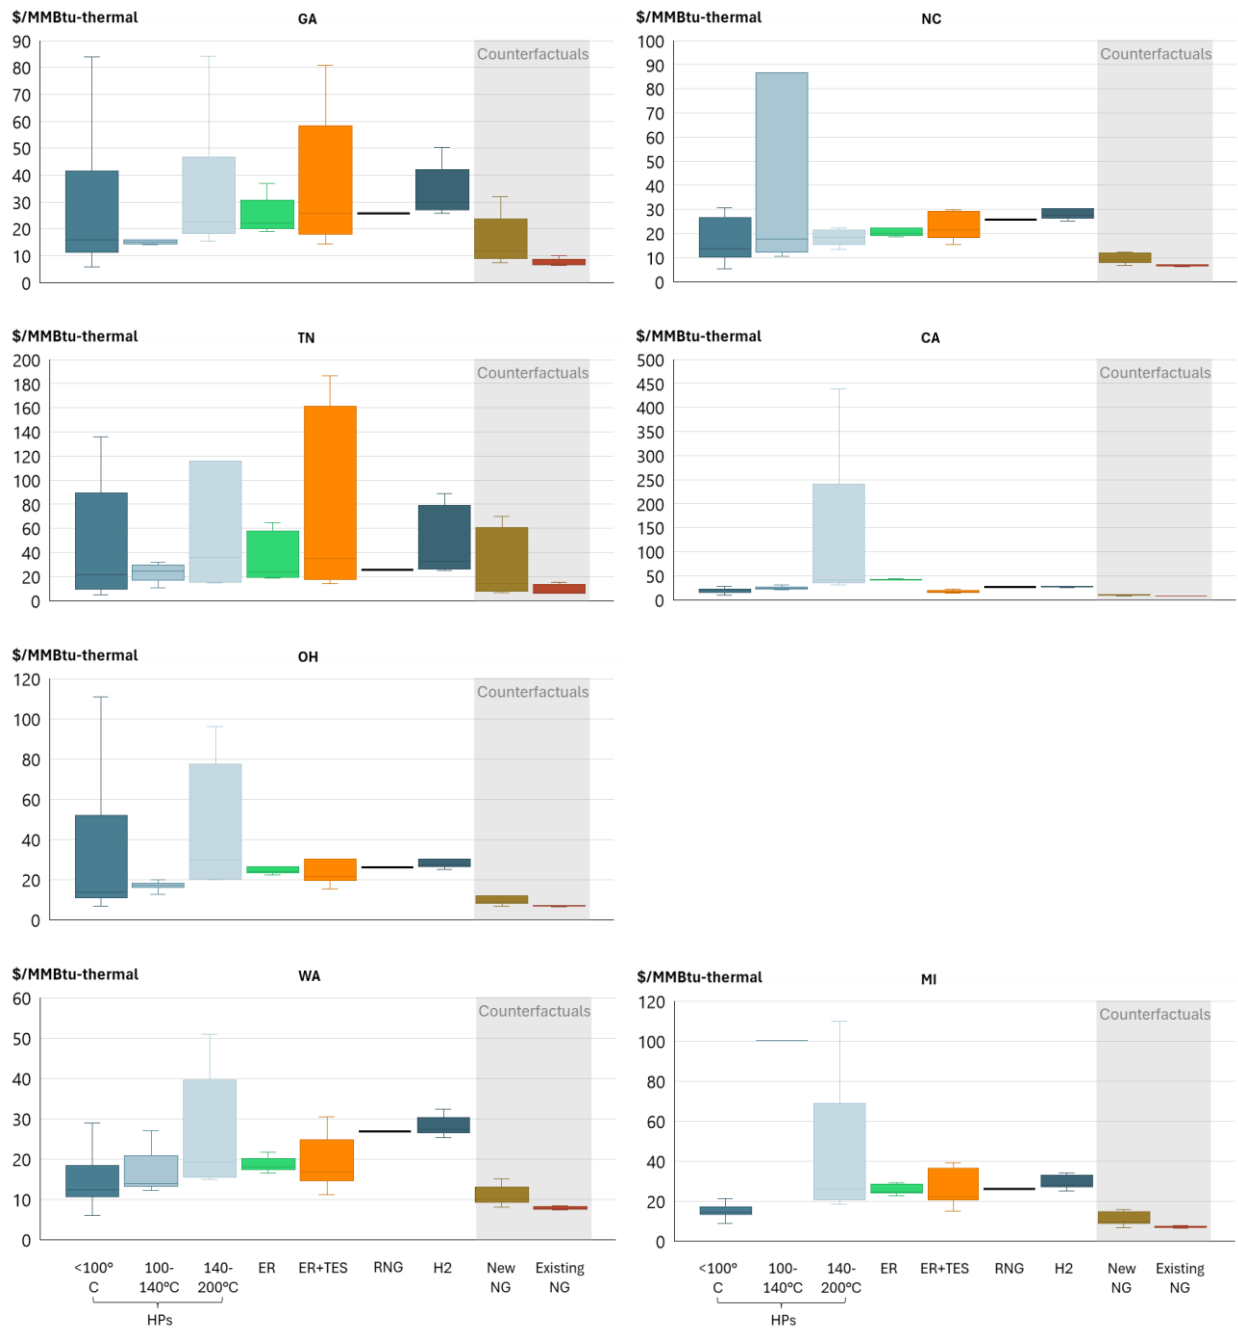 $/MMBtu-thermal
GA
90
80
70
60
50
40
30
20
10
0
Counterfactuals
$/MMBtu-thermal
NC
100
90
80
70
60
50
40
30
20
10
0
Counterfactuals
$/MMBtu-thermal
TN
200
180
160
140
120
100
80
60
40
20
0
Counterfactuals
$/MMBtu-thermal
CA
500
450
400
350
300
250
200
150
100
50
0
Counterfactuals
$/MMBtu-thermal
OH
120
100
80
60
40
20
0
Counterfactuals
$/MMBtu-thermal
WA
60
50
40
30
20
10
0
Counterfactuals
<100°
C
100-
140°C
140-
200°C
ER
ER+TES
RNG
H2
New
NG
Existing
NG
HPs
$/MMBtu-thermal
MI
120
100
80
60
40
20
0
Counterfactuals
<100°
C
100-
140°C
140-
200°C
ER
ER+TES
RNG
H2
New
NG
Existing
NG
HPs